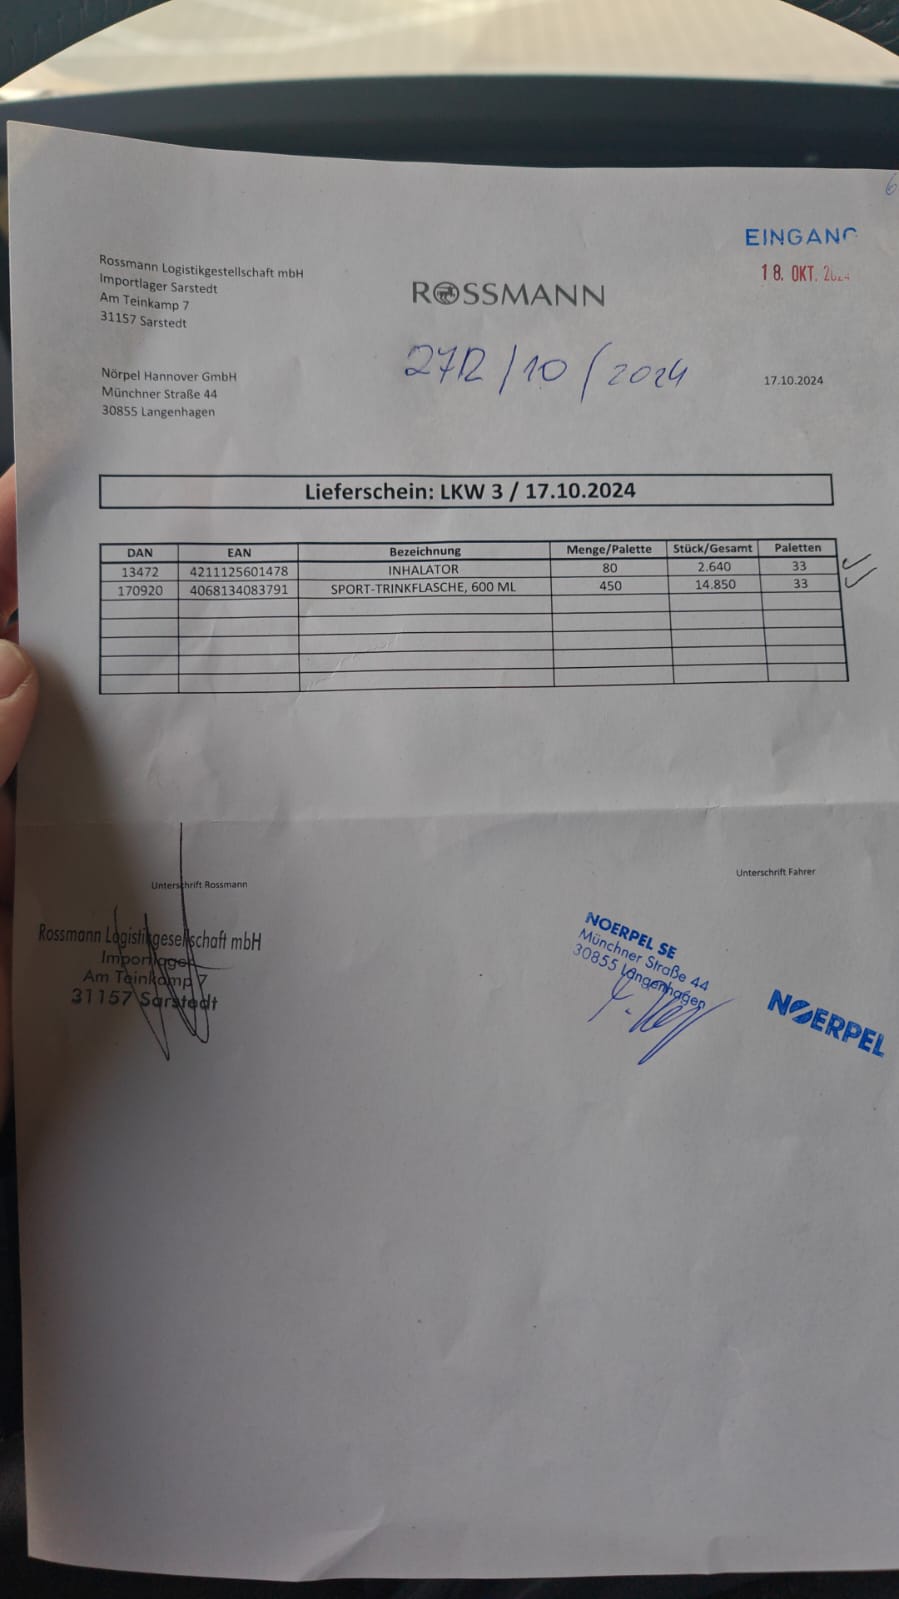 EINGANG
18. OKT. 2024
Rossmann Logistikgestellschaft mbH
Importlager Sarstedt
Am Teinkamp 7
31157 Sarstedt
ROSSMANN
2712/10/2024
Nörpel Hannover GmbH
Münchner Straße 44
30855 Langenhagen
17.10.2024
Lieferschein: LKW 3 / 17.10.2024
DAN EAN Bezeichnung Menge/Palette Stück/Gesamt Paletten
13472 4211125601478 INHALATOR 80 2.640 33
170920 4068134083791 SPORT-TRINKFLASCHE, 600 ML 450 14.850 33
Unterschrift Rossmann
Unterschrift Fahrer
Rossmann Logistikgesellschaft mbH
Importlager
Am Teinkamp 7
31157 Sarstedt
NOERPEL SE
Münchner Straße 44
30855 Langenhagen
NOERPEL